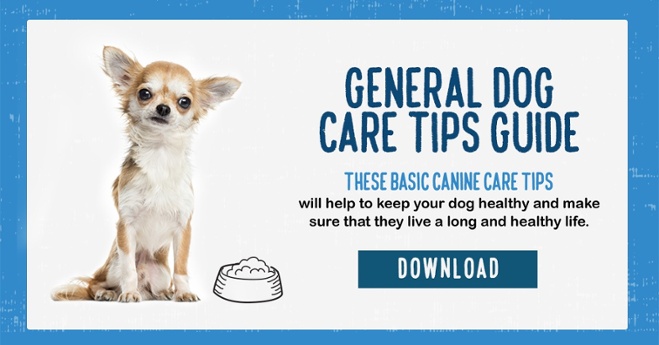 GENERAL DOG
CARE TIPS GUIDE
THESE BASIC CANINE CARE TIPS
will help to keep your dog healthy and make
sure that they live a long and healthy life.
DOWNLOAD